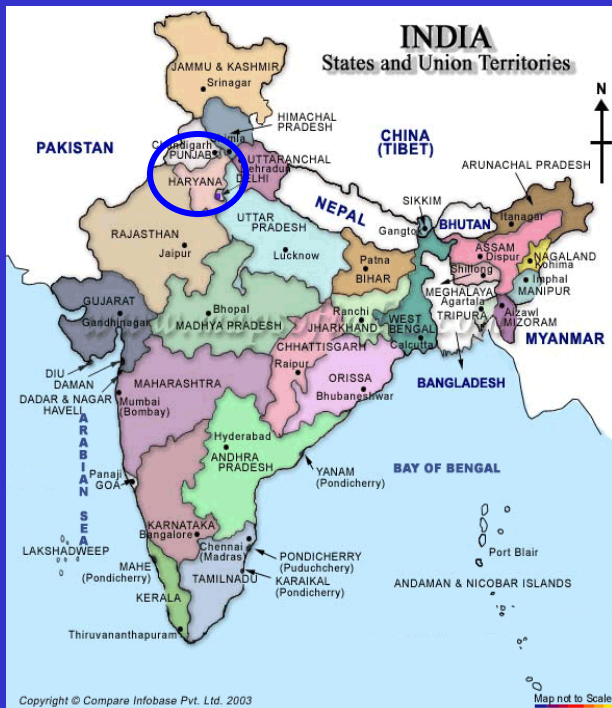 INDIA
States and Union Territories
JAMMU & KASHMIR
Srinagar
N
HIMACHAL
PRADESH
PAKISTAN
CHINA
(TIBET)
Chandigarh
PUNJAB
UTTARANCHAL
HARYANA
DELHI
ARUNACHAL PRADESH
NEPAL
SIKKIM
BHUTAN
Itanagar
RAJASTHAN
Jaipur
UTTAR
PRADESH
Lucknow
Gangto
ASSAM
Dispur
NAGALAND
Kohima
Patna
BIHAR
Shillong
MEGHALAYA
Imphal
MANIPUR
GUJARAT
Gandhinagar
Bhopal
MADHYA PRADESH
Ranchi
JHARKHAND
WEST
BENGAL
Calcutta
Agartala
TRIPURA
Aizawl
MIZORAM
MYANMAR
CHHATTISGARH
Raipur
DIU
DAMAN
DADAR & NAGAR
HAVELI
MAHARASHTRA
Mumbai
(Bombay)
ORISSA
Bhubaneshwar
BANGLADESH
ARABIAN SEA
Hyderabad
ANDHRA
PRADESH
YANAM
(Pondicherry)
BAY OF BENGAL
Panaji
GOA
KARNATAKA
Bangalore
LAKSHADWEEP
Chennai
(Madras)
PONDICHERRY
(Puduchchery)
Port Blair
MAHE
(Pondicherry)
TAMILNADU
KARAIKAL
(Pondicherry)
ANDAMAN & NICOBAR ISLANDS
KERALA
Thiruvananthapuram
Copyright © Compare Infobase Pvt. Ltd. 2003
Map not to Scale